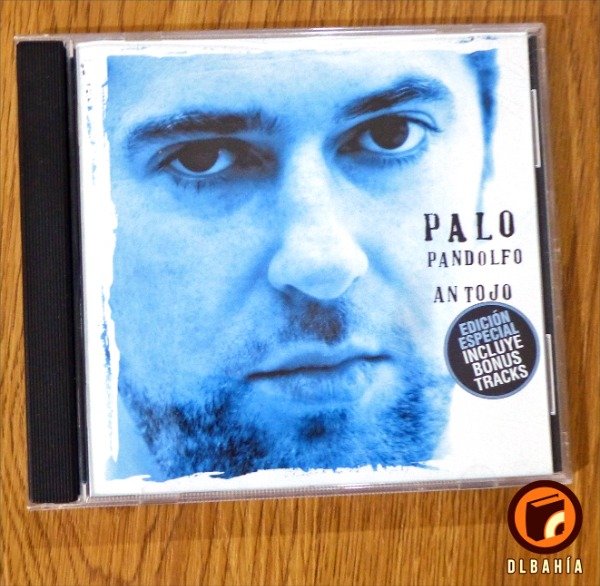 PALO
PANDOLFO
ANTOJO
EDICIÓN
ESPECIAL
INCLUYE
BONUS
TRACKS
DLBAHÍA